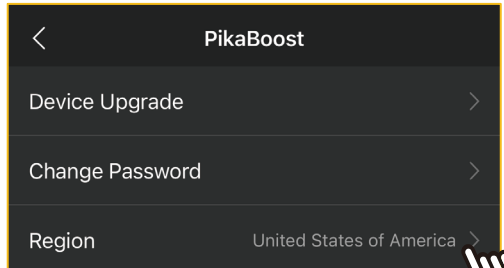 PikaBoost
Device Upgrade
Change Password
Region United States of America